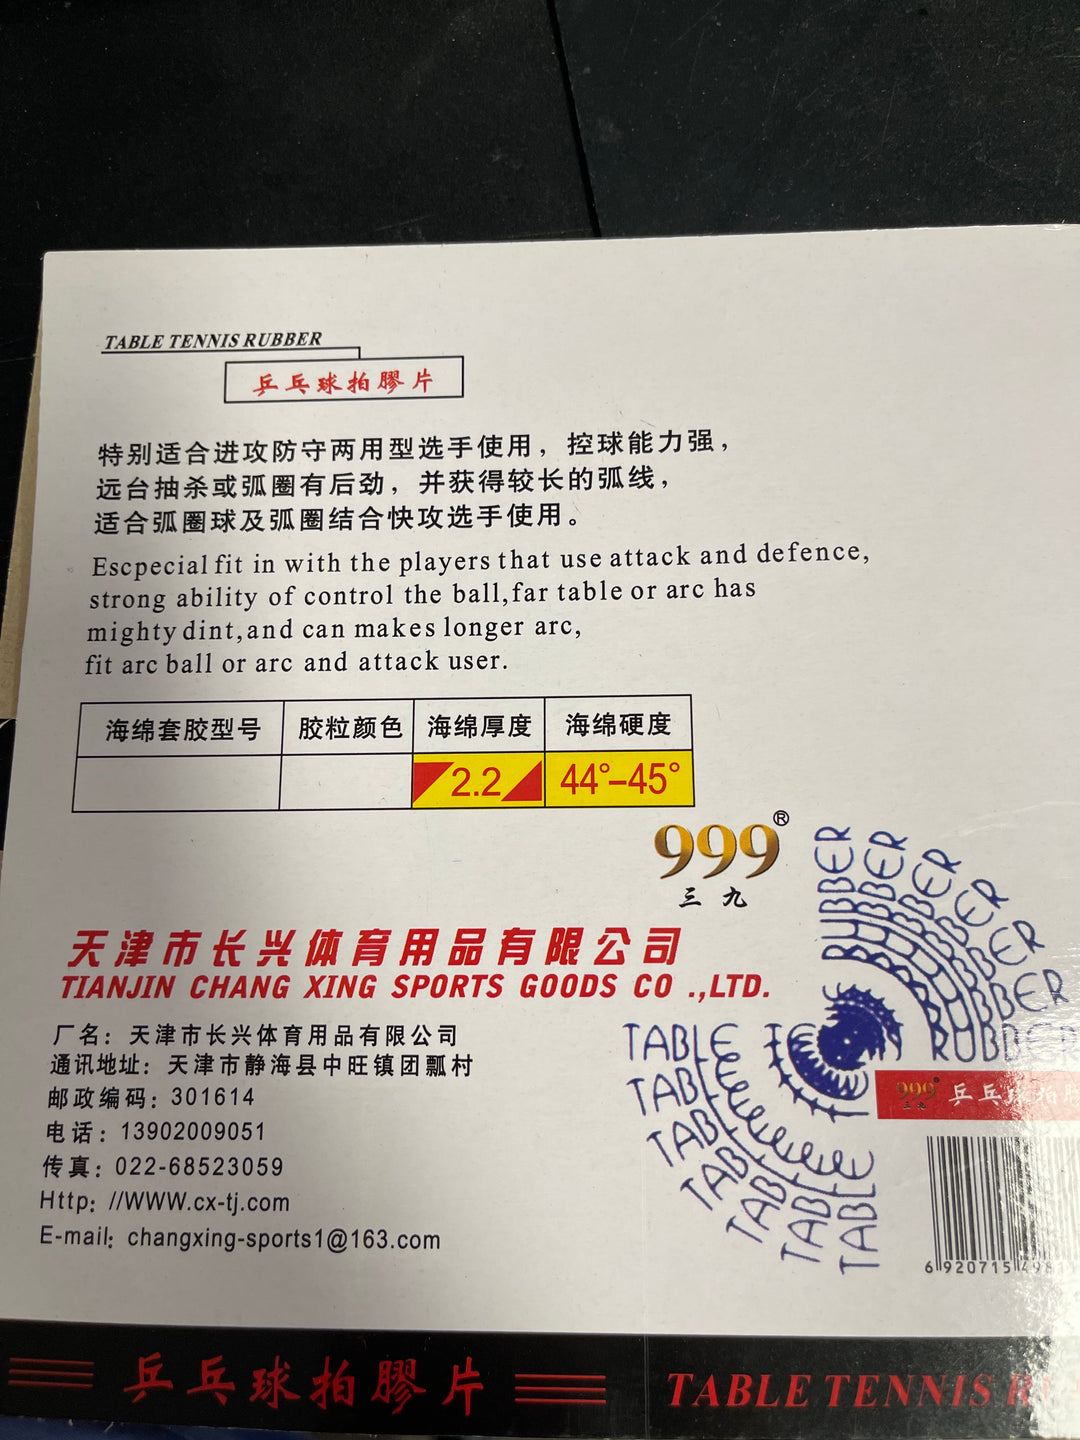 TABLE TENNIS RUBBER
乒乓球拍膠片
特别适合进攻防守两用型选手使用，控球能力强，
远台抽杀或弧圈有后劲，并获得较长的弧线，
适合弧圈球及弧圈结合快攻选手使用。
Escpecial fit in with the players that use attack and defence,
strong ability of control the ball,far table or arc has
mighty dint,and can makes longer arc,
fit arc ball or arc and attack user.
海绵套胶型号 胶粒颜色 海绵厚度 海绵硬度
2.2 44°-45°
999®
三九
天津市长兴体育用品有限公司
TIANJIN CHANG XING SPORTS GOODS CO .,LTD.
厂名：天津市长兴体育用品有限公司
通讯地址：天津市静海县中旺镇团瓢村
邮政编码：301614
电话：13902009051
传真：022-68523059
Http：//WWW.cx-tj.com
E-mail：changxing-sports1@163.com
RUBBER
RUBBER
RUBBER
RUBBER
RUBBER
RUBBER
TABLE
TABLE
TABLE
TABLE
TABLE
TABLE
TABLE
999 三九 乒乓球拍
6 920715
乒乓球拍膠片
TABLE TENNIS